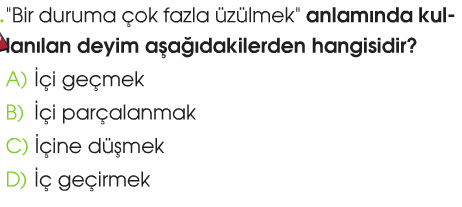 ."Bir duruma çok fazla üzülmek" anlamında kul-
lanılan deyim aşağıdakilerden hangisidir?
A) İçi geçmek
B) İçi parçalanmak
C) İçine düşmek
D) İç geçirmek